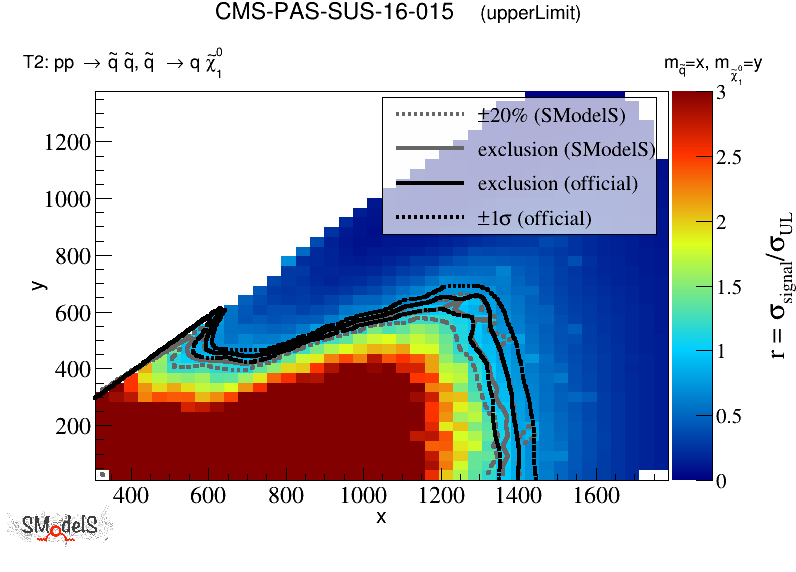 CMS-PAS-SUS-16-015 (upperLimit)
T2: pp → q̃ q̃, q̃ → q χ̃₁⁰
m_q̃=x, m_χ̃₁⁰=y
±20% (SModelS)
exclusion (SModelS)
exclusion (official)
±1σ (official)
1200
1000
800
600
400
200
y
400 600 800 1000 1200 1400 1600
x
3
2.5
2
1.5
1
0.5
0
r = σ_signal/σ_UL
SModelS